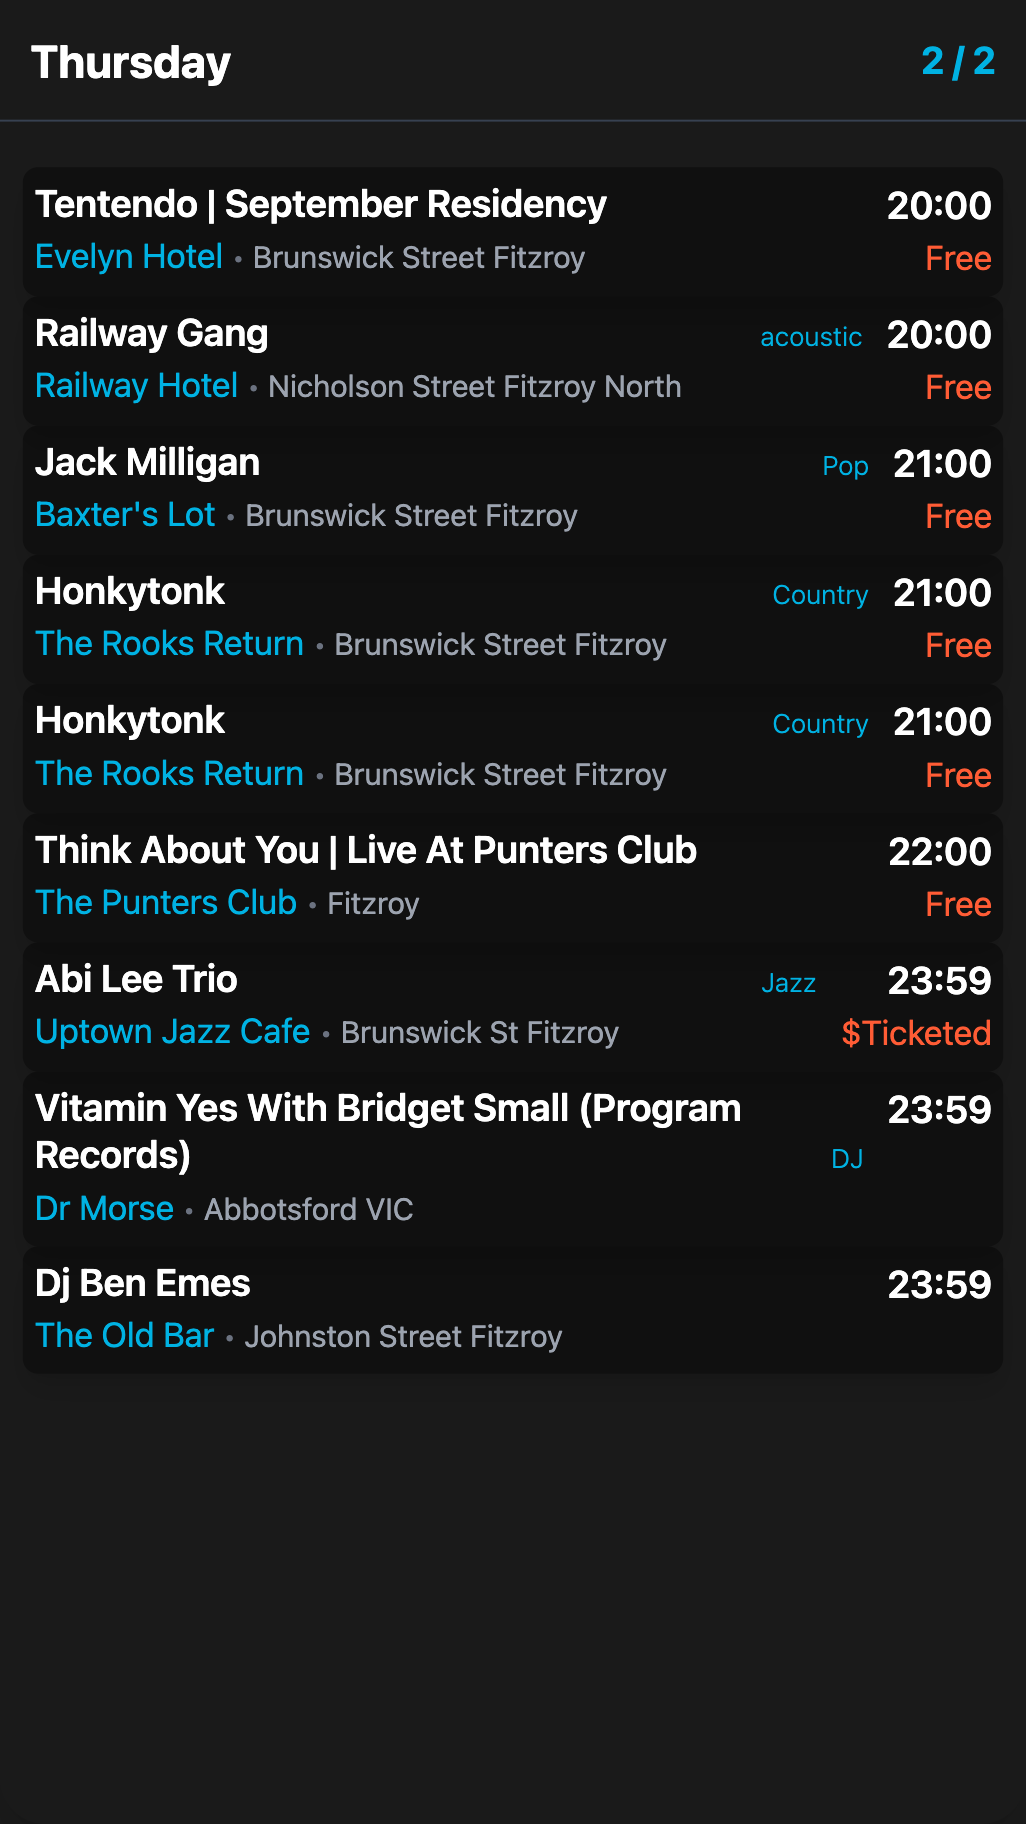 Thursday 2 / 2
Tentendo | September Residency 20:00
Evelyn Hotel • Brunswick Street Fitzroy Free
Railway Gang acoustic 20:00
Railway Hotel • Nicholson Street Fitzroy North Free
Jack Milligan Pop 21:00
Baxter's Lot • Brunswick Street Fitzroy Free
Honkytonk Country 21:00
The Rooks Return • Brunswick Street Fitzroy Free
Honkytonk Country 21:00
The Rooks Return • Brunswick Street Fitzroy Free
Think About You | Live At Punters Club 22:00
The Punters Club • Fitzroy Free
Abi Lee Trio Jazz 23:59
Uptown Jazz Cafe • Brunswick St Fitzroy $Ticketed
Vitamin Yes With Bridget Small (Program 23:59
Records) DJ
Dr Morse • Abbotsford VIC
Dj Ben Emes 23:59
The Old Bar • Johnston Street Fitzroy